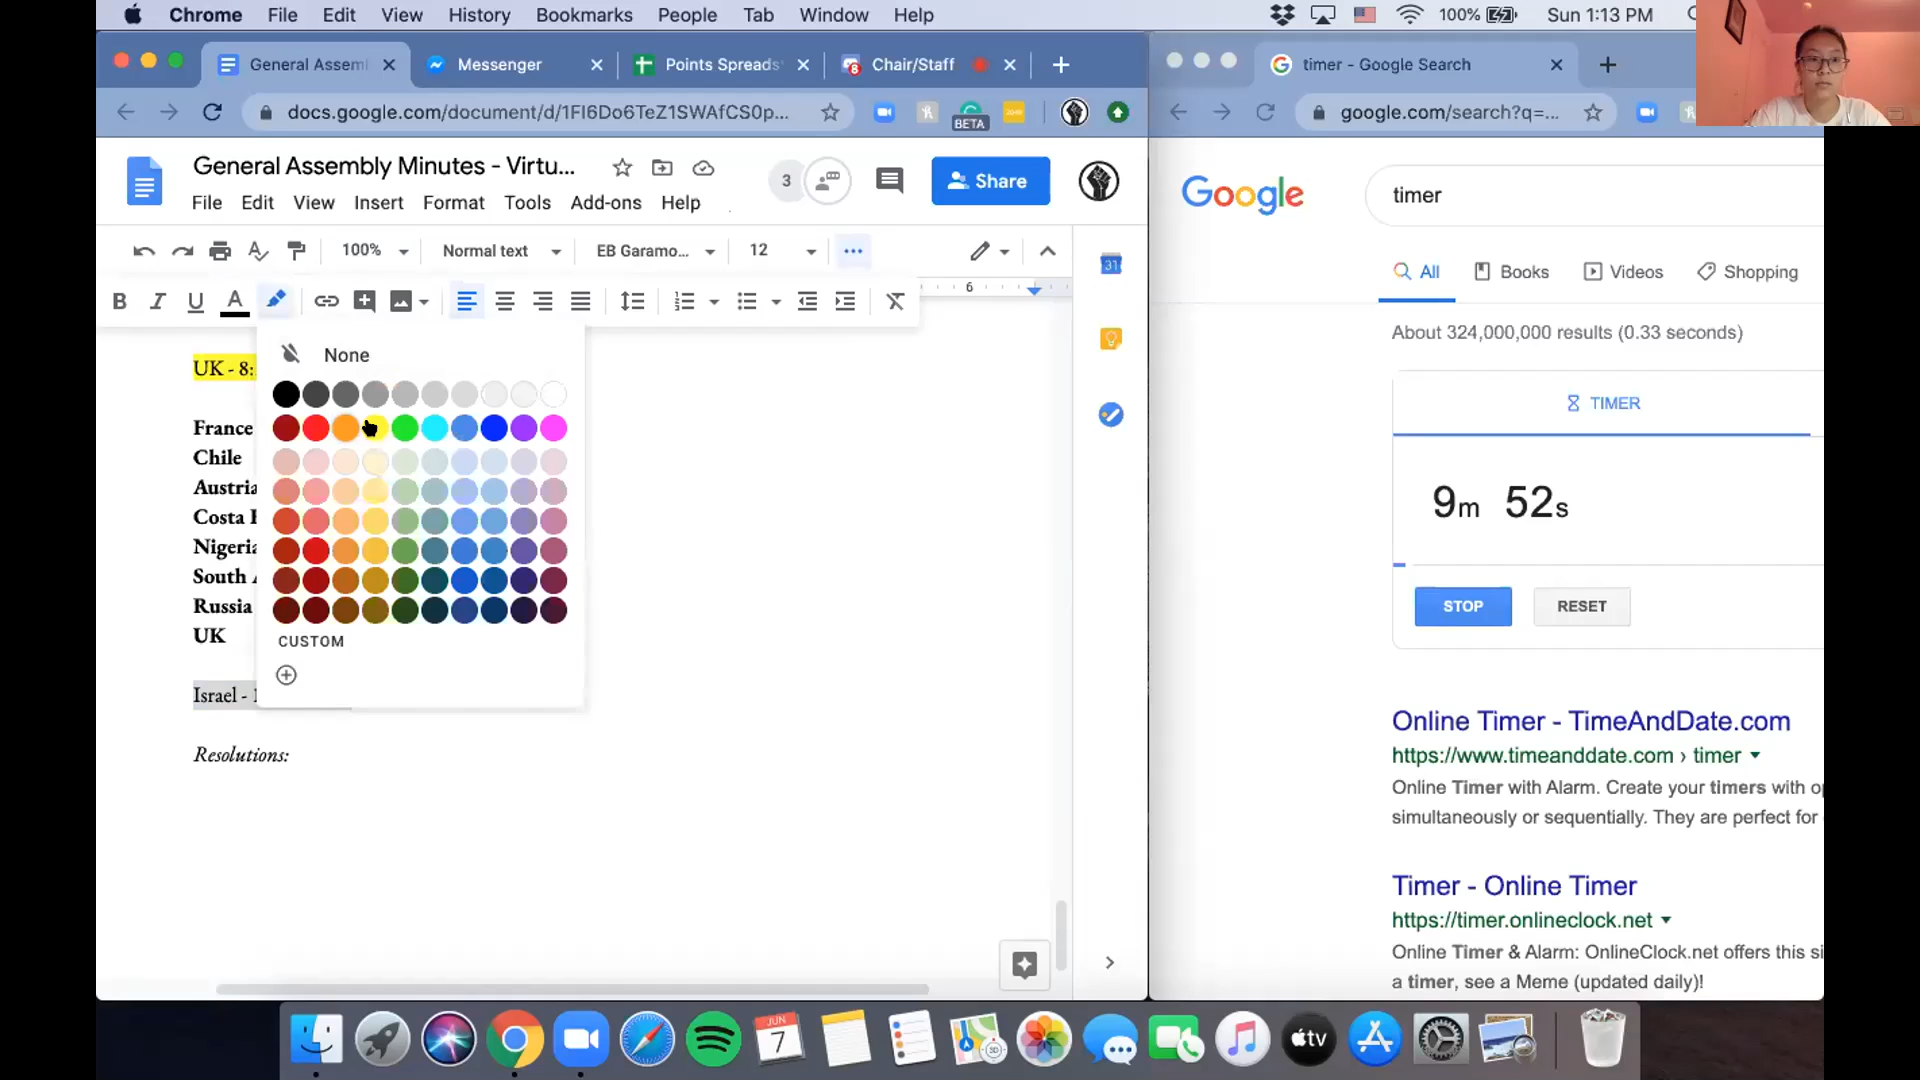 Chrome File Edit View History Bookmarks People Tab Window Help 100% Sun 1:13 PM
General Assem Messenger Points Spreads Chair/Staff
timer - Google Search
docs.google.com/document/d/1FI6Do6TeZ1SWAfCS0p...
BETA
google.com/search?q=...
General Assembly Minutes - Virtu...
3 Share
File Edit View Insert Format Tools Add-ons Help
100% Normal text EB Garamo... 12
B I U A
6
31
None
UK - 8:
France
Chile
Austria
Nigeria
South
Russia
UK
CUSTOM
Israel -
Resolutions:
Google
timer
All Books Videos Shopping
About 324,000,000 results (0.33 seconds)
TIMER
9m 52s
STOP RESET
Online Timer - TimeAndDate.com
https://www.timeanddate.com › timer
Online Timer with Alarm. Create your timers with
simultaneously or sequentially. They are perfect for
Timer - Online Timer
https://timer.onlineclock.net
Online Timer & Alarm: OnlineClock.net offers this
a timer, see a Meme (updated daily)!
JUN
7
3D
tv